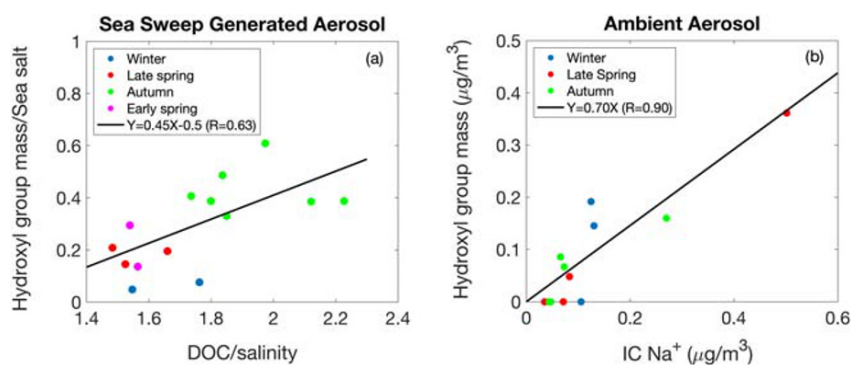 Sea Sweep Generated Aerosol
Hydroxyl group mass/Sea salt
1
0.8
0.6
0.4
0.2
0
(a)
Winter
Late spring
Autumn
Early spring
Y=0.45X-0.5 (R=0.63)
1.4 1.6 1.8 2 2.2 2.4
DOC/salinity
Ambient Aerosol
Hydroxyl group mass (μg/m³)
0.5
0.4
0.3
0.2
0.1
0
(b)
Winter
Late Spring
Autumn
Y=0.70X (R=0.90)
0 0.2 0.4 0.6
IC Na⁺ (μg/m³)